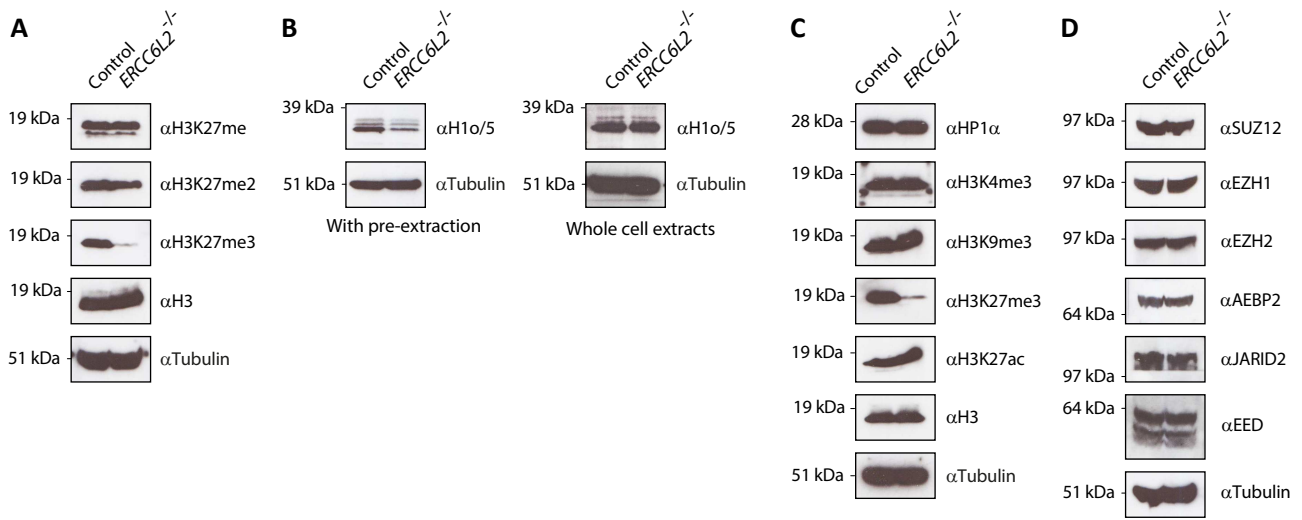 A
Control
ERCC6L2-/-
19 kDa
αH3K27me
19 kDa
αH3K27me2
19 kDa
αH3K27me3
19 kDa
αH3
51 kDa
αTubulin
B
Control
ERCC6L2-/-
39 kDa
αH1o/5
51 kDa
αTubulin
With pre-extraction
Control
ERCC6L2-/-
39 kDa
αH1o/5
51 kDa
αTubulin
Whole cell extracts
C
Control
ERCC6L2-/-
28 kDa
αHP1α
19 kDa
αH3K4me3
19 kDa
αH3K9me3
19 kDa
αH3K27me3
19 kDa
αH3K27ac
19 kDa
αH3
51 kDa
αTubulin
D
Control
ERCC6L2-/-
97 kDa
αSUZ12
97 kDa
αEZH1
97 kDa
αEZH2
64 kDa
αAEBP2
97 kDa
αJARID2
64 kDa
αEED
51 kDa
αTubulin